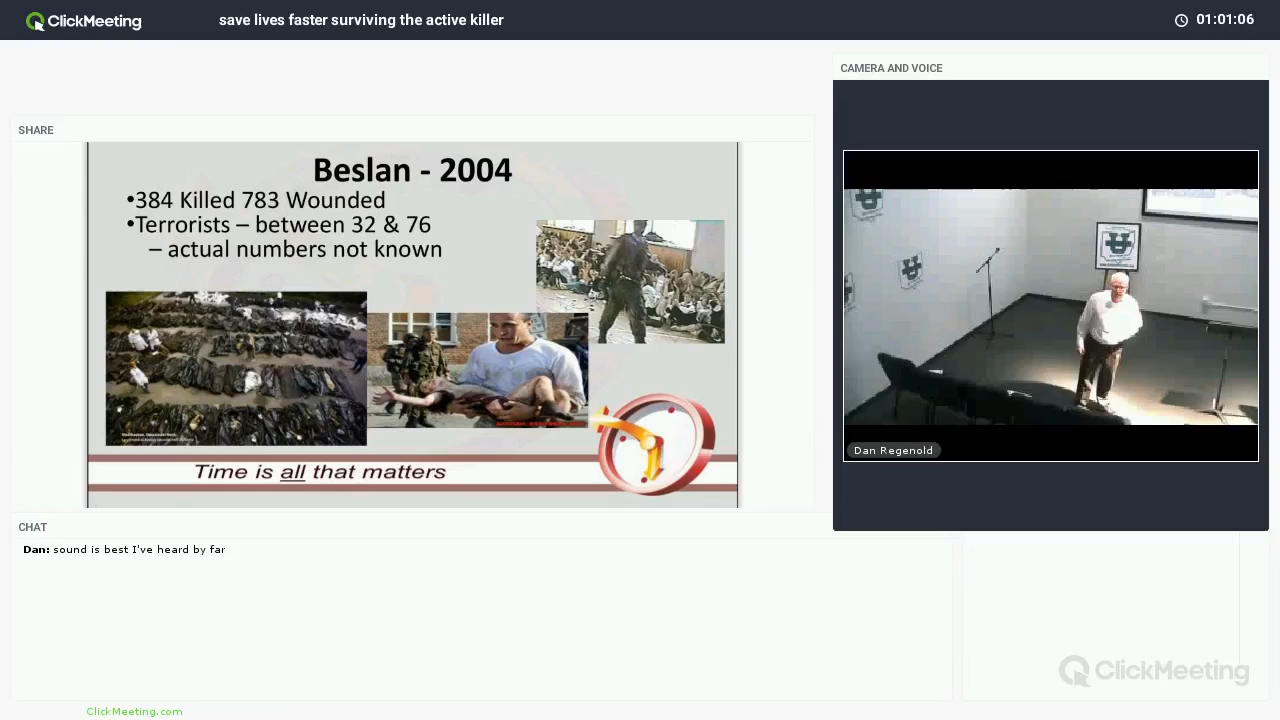 ClickMeeting
save lives faster surviving the active killer
01:01:06
CAMERA AND VOICE
SHARE
Beslan - 2004
•384 Killed 783 Wounded
•Terrorists – between 32 & 76
– actual numbers not known
Time is all that matters
Dan Regenold
CHAT
Dan: sound is best I've heard by far
ClickMeeting
ClickMeeting.com